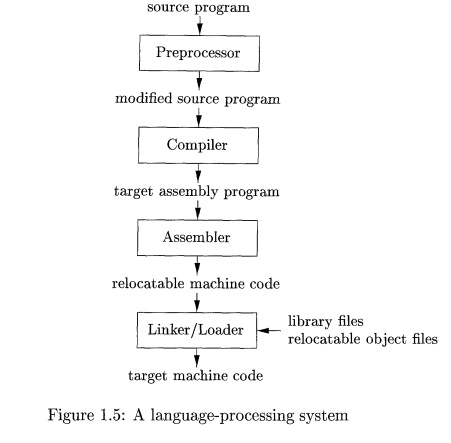 source program
Preprocessor
modified source program
Compiler
target assembly program
Assembler
relocatable machine code
Linker/Loader
library files
relocatable object files
target machine code
Figure 1.5: A language-processing system